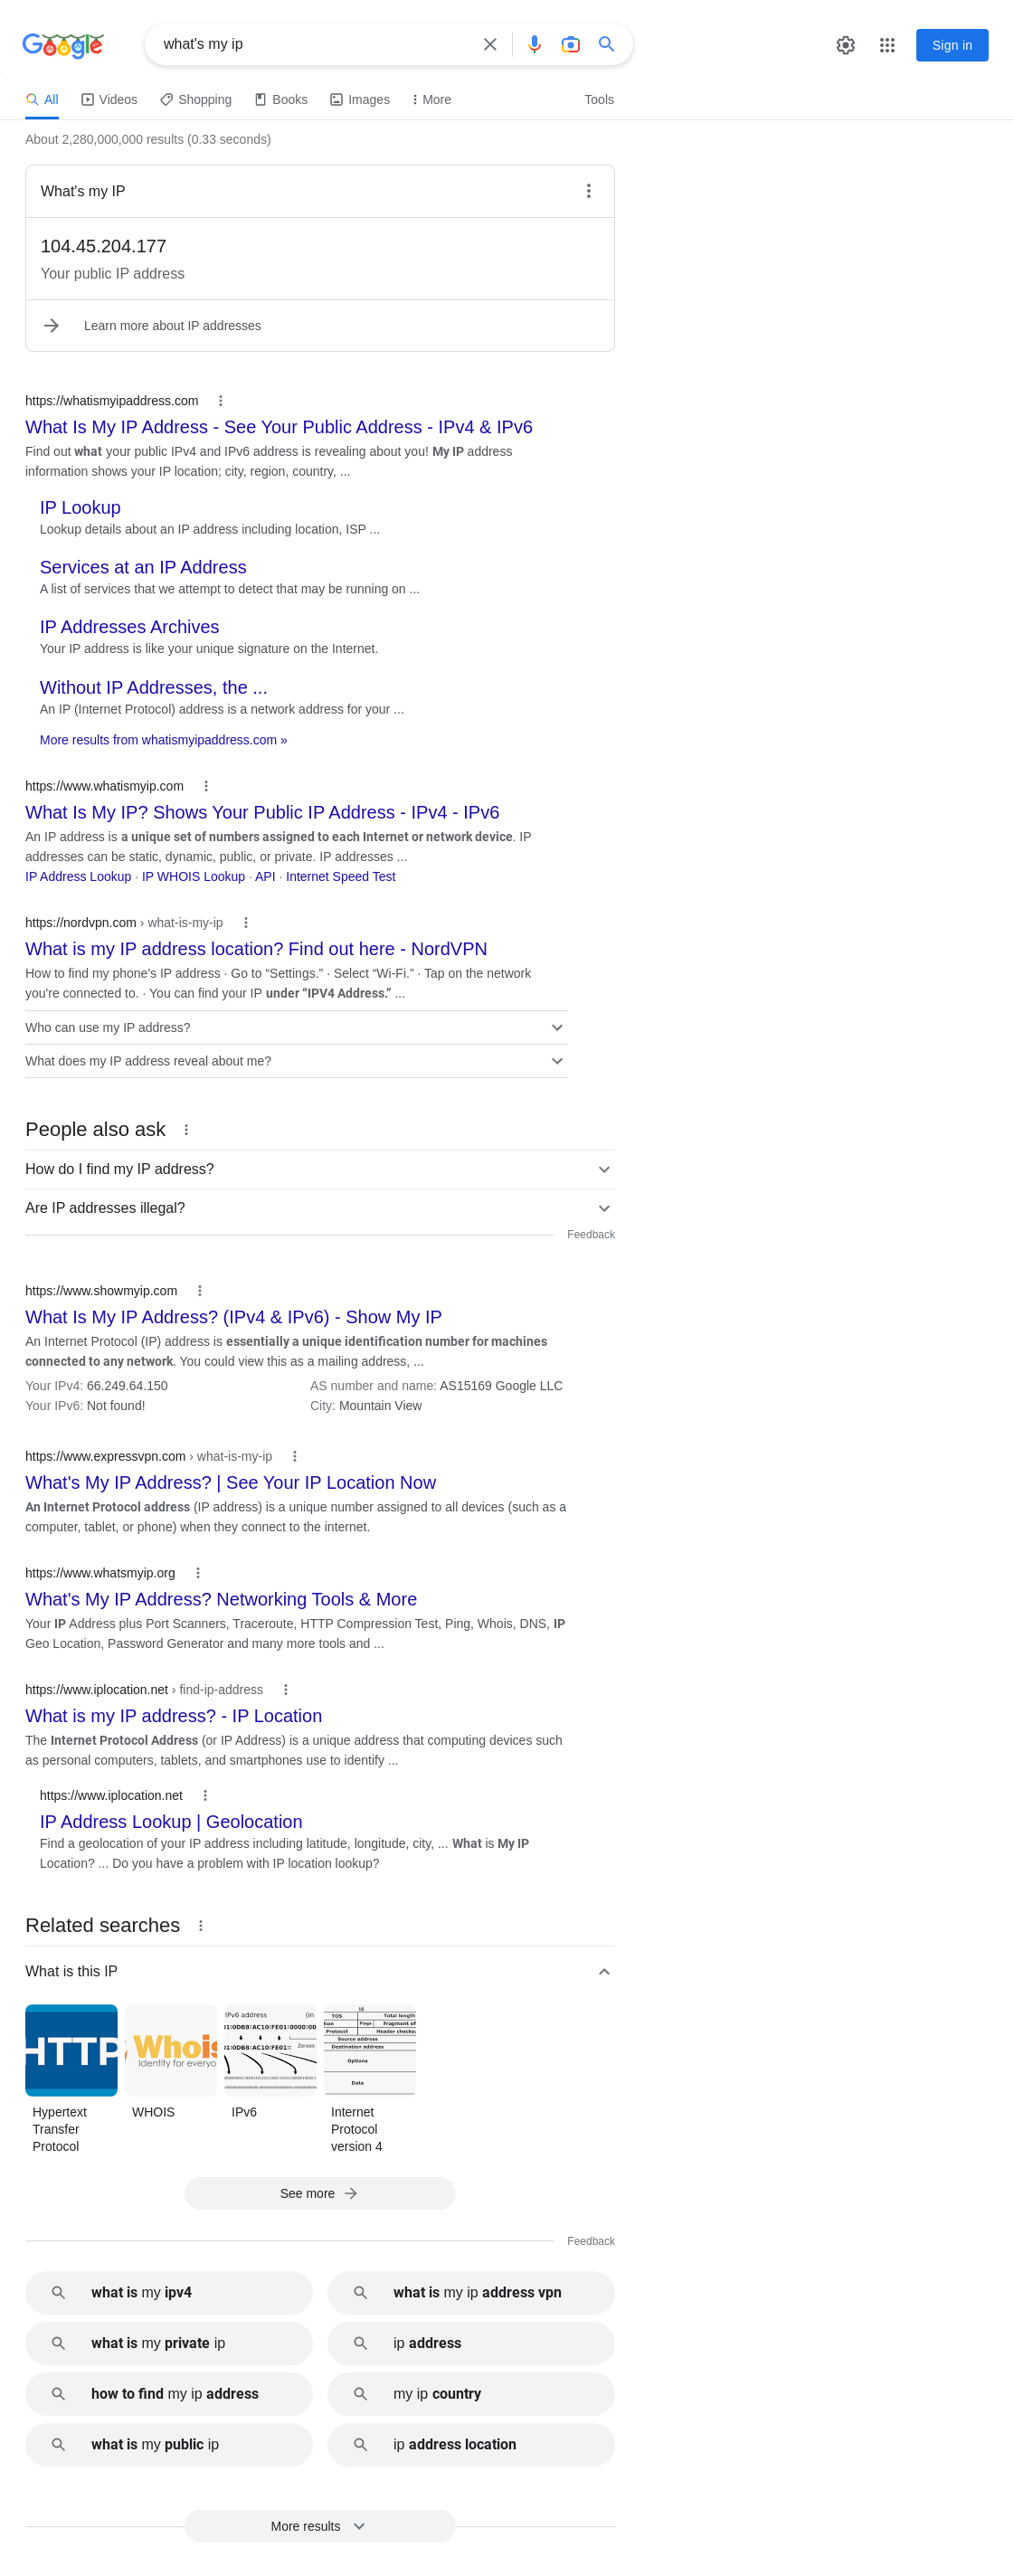 Google
what's my ip
Sign in
All
Videos
Shopping
Books
Images
More
Tools
About 2,280,000,000 results (0.33 seconds)
What's my IP
104.45.204.177
Your public IP address
Learn more about IP addresses
https://whatismyipaddress.com
What Is My IP Address - See Your Public Address - IPv4 & IPv6
Find out what your public IPv4 and IPv6 address is revealing about you! My IP address
information shows your IP location; city, region, country, ...
IP Lookup
Lookup details about an IP address including location, ISP ...
Services at an IP Address
A list of services that we attempt to detect that may be running on ...
IP Addresses Archives
Your IP address is like your unique signature on the Internet.
Without IP Addresses, the ...
An IP (Internet Protocol) address is a network address for your ...
More results from whatismyipaddress.com »
https://www.whatismyip.com
What Is My IP? Shows Your Public IP Address - IPv4 - IPv6
An IP address is a unique set of numbers assigned to each Internet or network device. IP
addresses can be static, dynamic, public, or private. IP addresses ...
IP Address Lookup · IP WHOIS Lookup · API · Internet Speed Test
https://nordvpn.com › what-is-my-ip
What is my IP address location? Find out here - NordVPN
How to find my phone's IP address · Go to “Settings.” · Select “Wi-Fi.” · Tap on the network
you're connected to. · You can find your IP under “IPV4 Address.” ...
Who can use my IP address?
What does my IP address reveal about me?
People also ask
How do I find my IP address?
Are IP addresses illegal?
Feedback
https://www.showmyip.com
What Is My IP Address? (IPv4 & IPv6) - Show My IP
An Internet Protocol (IP) address is essentially a unique identification number for machines
connected to any network. You could view this as a mailing address, ...
Your IPv4: 66.249.64.150
AS number and name: AS15169 Google LLC
Your IPv6: Not found!
City: Mountain View
https://www.expressvpn.com › what-is-my-ip
What's My IP Address? | See Your IP Location Now
An Internet Protocol address (IP address) is a unique number assigned to all devices (such as a
computer, tablet, or phone) when they connect to the internet.
https://www.whatsmyip.org
What's My IP Address? Networking Tools & More
Your IP Address plus Port Scanners, Traceroute, HTTP Compression Test, Ping, Whois, DNS, IP
Geo Location, Password Generator and many more tools and ...
https://www.iplocation.net › find-ip-address
What is my IP address? - IP Location
The Internet Protocol Address (or IP Address) is a unique address that computing devices such
as personal computers, tablets, and smartphones use to identify ...
https://www.iplocation.net
IP Address Lookup | Geolocation
Find a geolocation of your IP address including latitude, longitude, city, ... What is My IP
Location? ... Do you have a problem with IP location lookup?
Related searches
What is this IP
HTTP
Whois
Identity for everyo
IPv6 address (in
Zeroes
16
TOS
Total length
Flags
Fragment of
Protocol
Header checksu
Source address
Destination address
Options
Data
Hypertext
Transfer
Protocol
WHOIS
IPv6
Internet
Protocol
version 4
See more
Feedback
what is my ipv4
what is my ip address vpn
what is my private ip
ip address
how to find my ip address
my ip country
what is my public ip
ip address location
More results